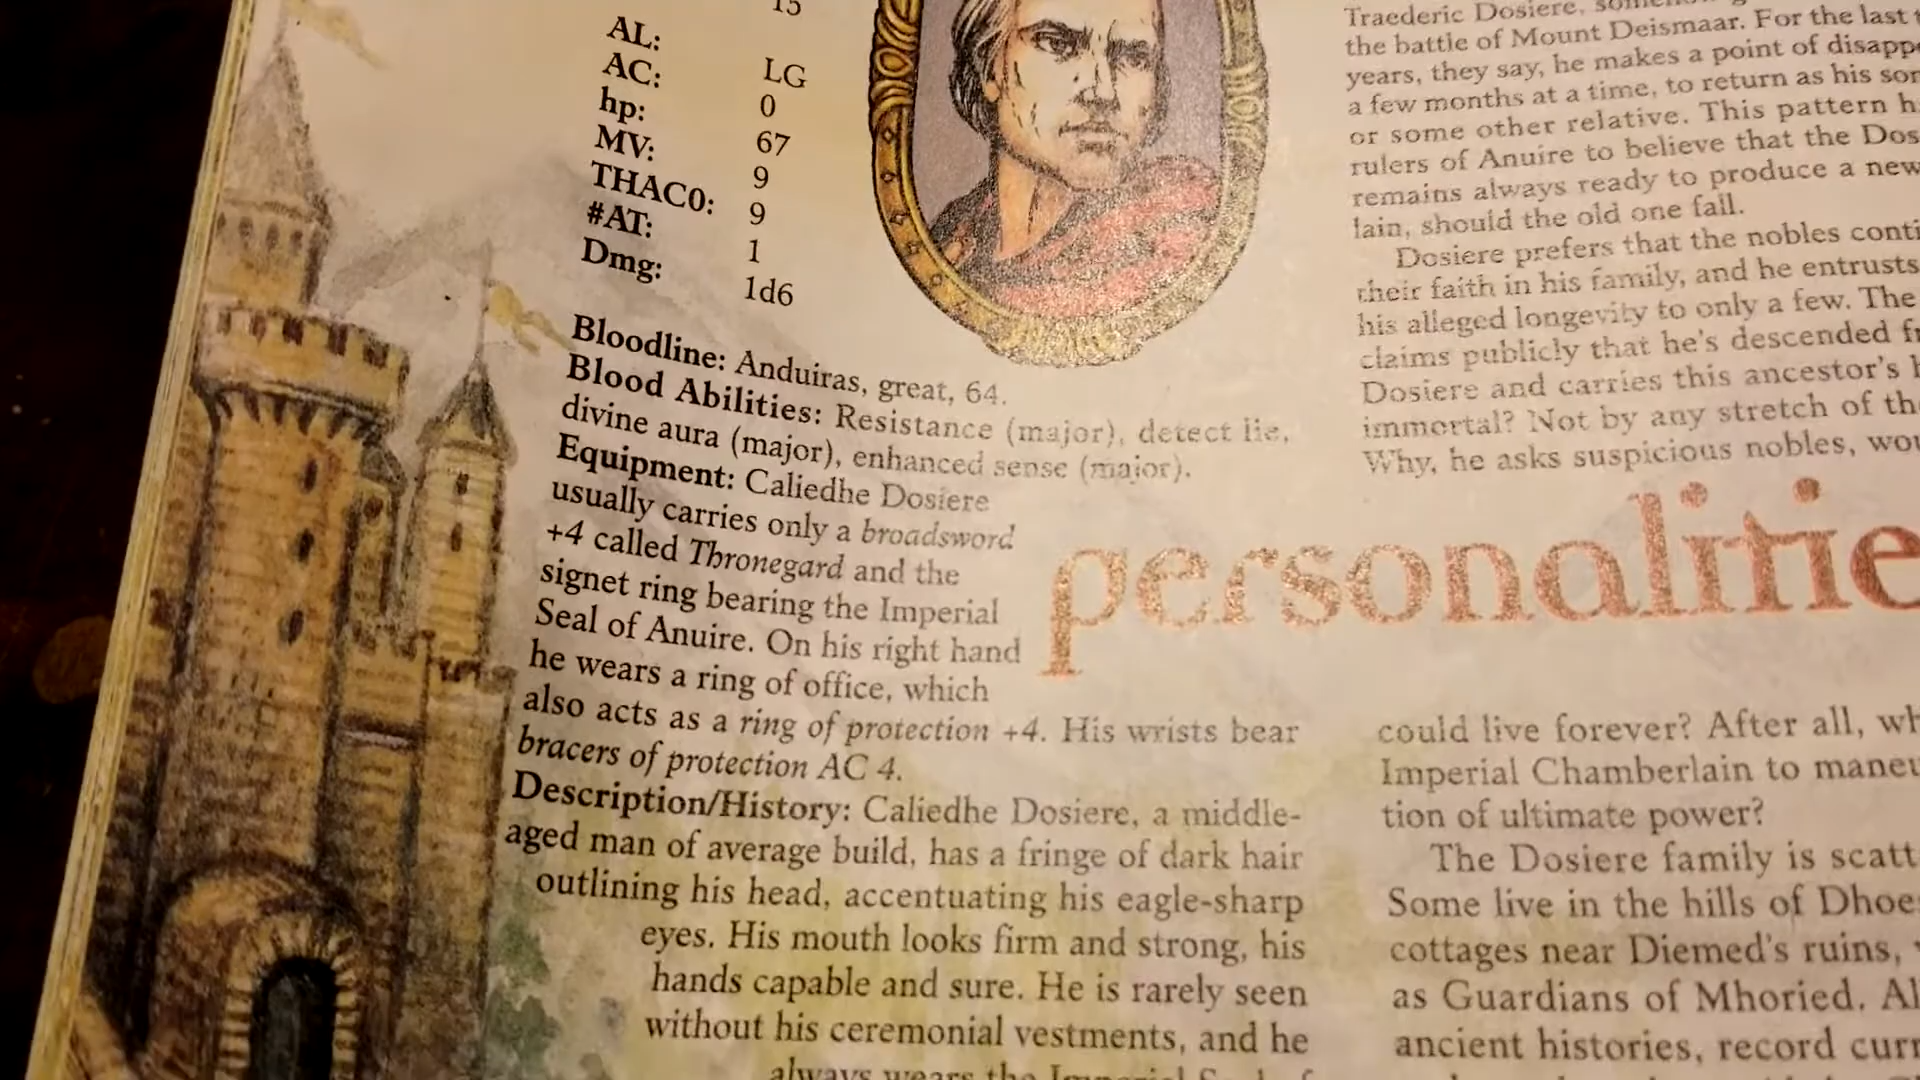 15
AL: LG
AC: 0
hp: 67
MV: 9
THAC0: 9
#AT: 1
Dmg: 1d6
Bloodline: Anduiras, great, 64.
Blood Abilities: Resistance (major), detect lie,
divine aura (major), enhanced sense (major).
Equipment: Caliedhe Dosiere
usually carries only a broadsword
+4 called Thronegard and the
signet ring bearing the Imperial
Seal of Anuire. On his right hand
he wears a ring of office, which
also acts as a ring of protection +4. His wrists bear
bracers of protection AC 4.
Description/History: Caliedhe Dosiere, a middle-
aged man of average build, has a fringe of dark hair
outlining his head, accentuating his eagle-sharp
eyes. His mouth looks firm and strong, his
hands capable and sure. He is rarely seen
without his ceremonial vestments, and he
always wears the Imperial Seal of
Traederic Dosiere,
the battle of Mount Deismaar. For the last
years, they say, he makes a point of disapp
a few months at a time, to return as his son
or some other relative. This pattern h
rulers of Anuire to believe that the Dos
remains always ready to produce a new
lain, should the old one fall.
Dosiere prefers that the nobles conti
their faith in his family, and he entrusts
his alleged longevity to only a few. The
claims publicly that he's descended fr
Dosiere and carries this ancestor's
immortal? Not by any stretch of th
Why, he asks suspicious nobles, wou
personalitie
could live forever? After all, wh
Imperial Chamberlain to maneu
tion of ultimate power?
The Dosiere family is scatt
Some live in the hills of Dhoe
cottages near Diemed's ruins,
as Guardians of Mhoried. Al
ancient histories, record curr